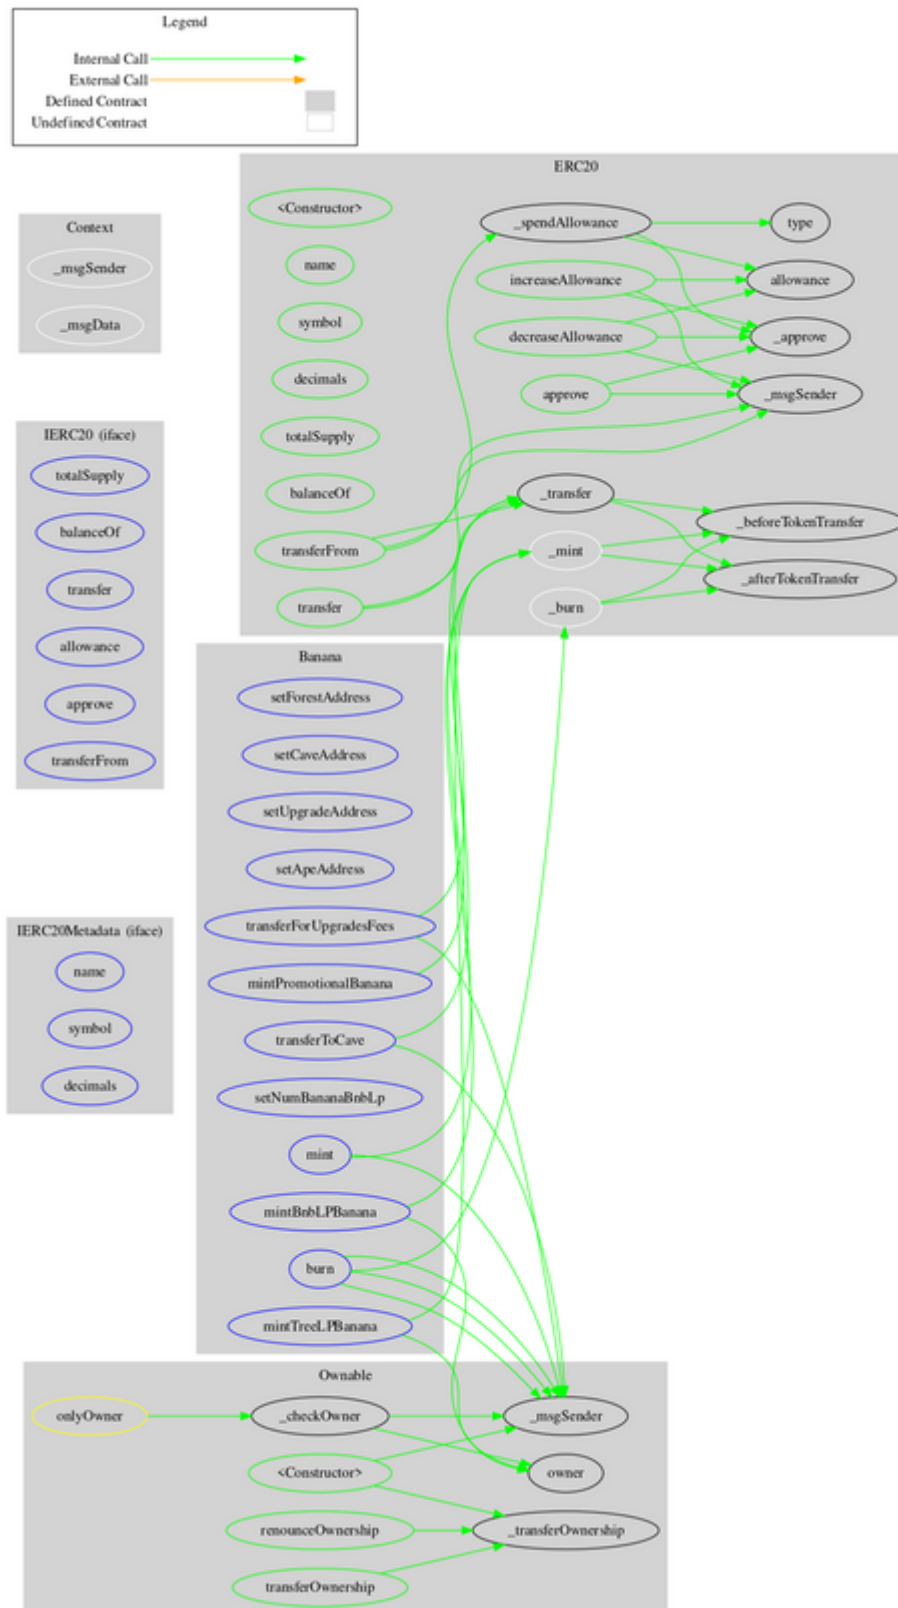 Legend
Internal Call
External Call
Defined Contract
Undefined Contract
ERC20
<Constructor>
name
symbol
decimals
totalSupply
balanceOf
transferFrom
transfer
_spendAllowance
increaseAllowance
decreaseAllowance
approve
_transfer
_mint
_burn
type
allowance
_approve
_msgSender
_beforeTokenTransfer
_afterTokenTransfer
Context
_msgSender
_msgData
IERC20 (iface)
totalSupply
balanceOf
transfer
allowance
approve
transferFrom
Banana
setForestAddress
setCaveAddress
setUpgradeAddress
setApeAddress
transferForUpgradesFees
mintPromotionalBanana
transferToCave
setNumBananaBnbLp
mint
mintBnbLPBanana
burn
mintTreeLPBanana
IERC20Metadata (iface)
name
symbol
decimals
Ownable
onlyOwner
_checkOwner
<Constructor>
renounceOwnership
transferOwnership
_msgSender
owner
_transferOwnership